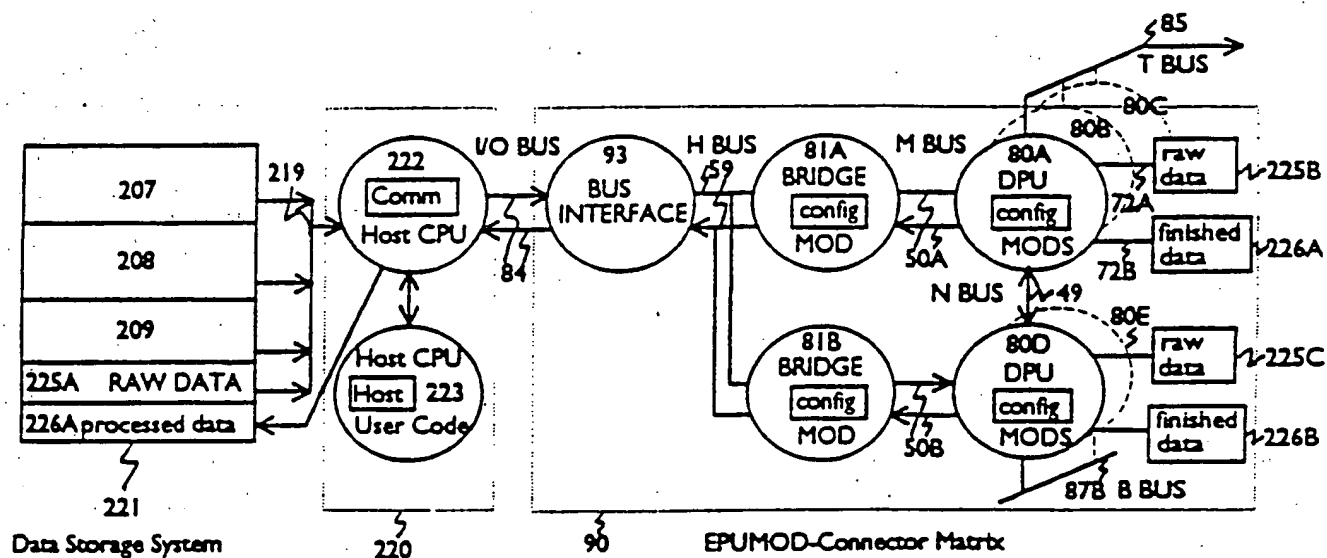 85
T BUS
80C
80B
219
207
208
209
225A RAW DATA
226A processed data
221
Data Storage System
222
Comm
Host CPU
I/O BUS
84
Host CPU
Host 223
User Code
220
93
BUS
INTERFACE
H BUS
59
81A
BRIDGE
config
MOD
M BUS
50A
80A
DPU
config
MODS
72A
72B
raw
data
225B
finished
data
226A
N BUS
49
80E
81B
BRIDGE
config
MOD
50B
80D
DPU
config
MODS
raw
data
225C
finished
data
226B
87B B BUS
90
EPUMOD-Connector Matrix